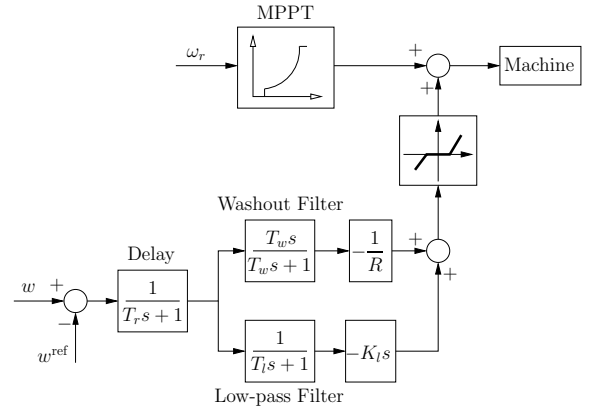 MPPT
ω_r
+
+
Machine
Washout Filter
T_w s
T_w s + 1
−1/R
+
+
Delay
w
+
−
w^ref
1
T_r s + 1
1
T_l s + 1
−K_l s
Low-pass Filter